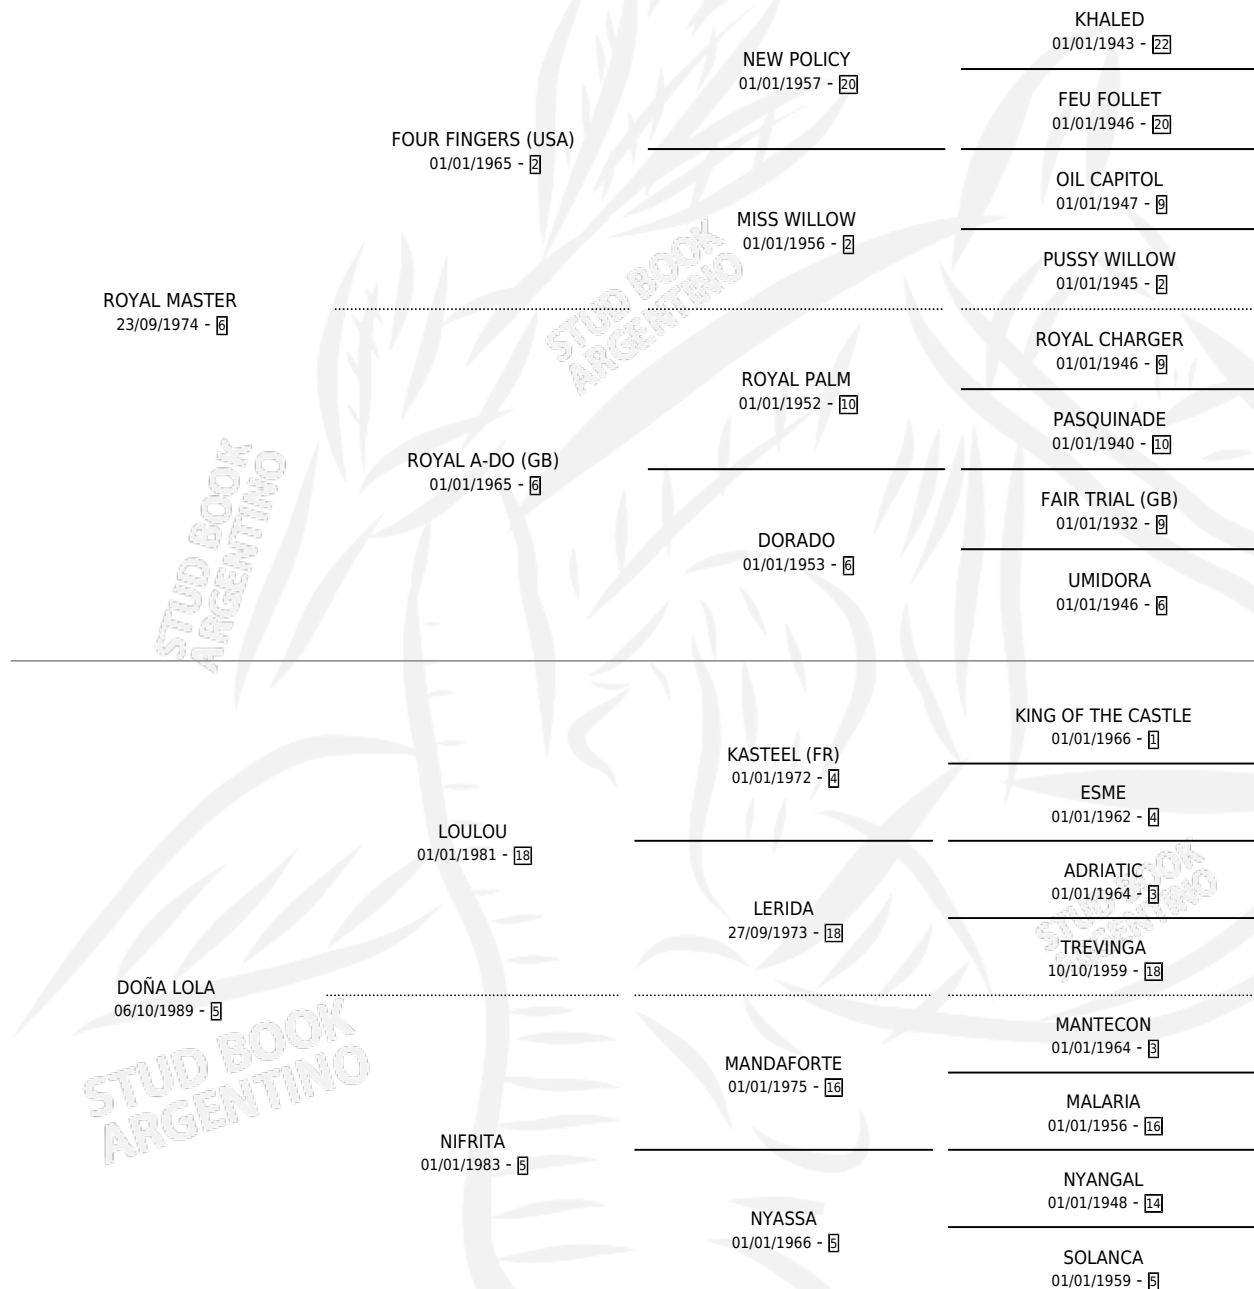 KHALED
01/01/1943 - 22
NEW POLICY
01/01/1957 - 20
FEU FOLLET
01/01/1946 - 20
FOUR FINGERS (USA)
01/01/1965 - 2
OIL CAPITOL
01/01/1947 - 9
MISS WILLOW
01/01/1956 - 2
PUSSY WILLOW
01/01/1945 - 2
ROYAL MASTER
23/09/1974 - 6
STUD BOOK
ARGENTINO
ROYAL CHARGER
01/01/1946 - 9
ROYAL PALM
01/01/1952 - 10
PASQUINADE
01/01/1940 - 10
ROYAL A-DO (GB)
01/01/1965 - 6
FAIR TRIAL (GB)
01/01/1932 - 9
DORADO
01/01/1953 - 6
UMIDORA
01/01/1946 - 6
STUD BOOK
ARGENTINO
KING OF THE CASTLE
01/01/1966 - 1
KASTEEL (FR)
01/01/1972 - 4
ESME
01/01/1962 - 4
LOULOU
01/01/1981 - 18
ADRIATIC
01/01/1964 - 3
LERIDA
27/09/1973 - 18
STUD BOOK
ARGENTINO
TREVINGA
10/10/1959 - 18
DOÑA LOLA
06/10/1989 - 5
STUD BOOK
ARGENTINO
MANTECON
01/01/1964 - 3
MANDAFORTE
01/01/1975 - 16
MALARIA
01/01/1956 - 16
NIFRITA
01/01/1983 - 5
NYANGAL
01/01/1948 - 14
NYASSA
01/01/1966 - 5
SOLANCA
01/01/1959 - 5